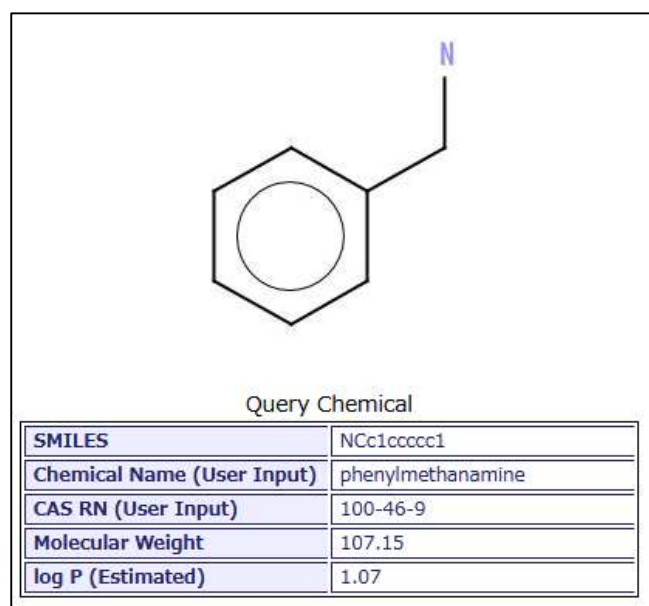 N
Query Chemical
SMILES NCc1ccccc1
Chemical Name (User Input) phenylmethanamine
CAS RN (User Input) 100-46-9
Molecular Weight 107.15
log P (Estimated) 1.07